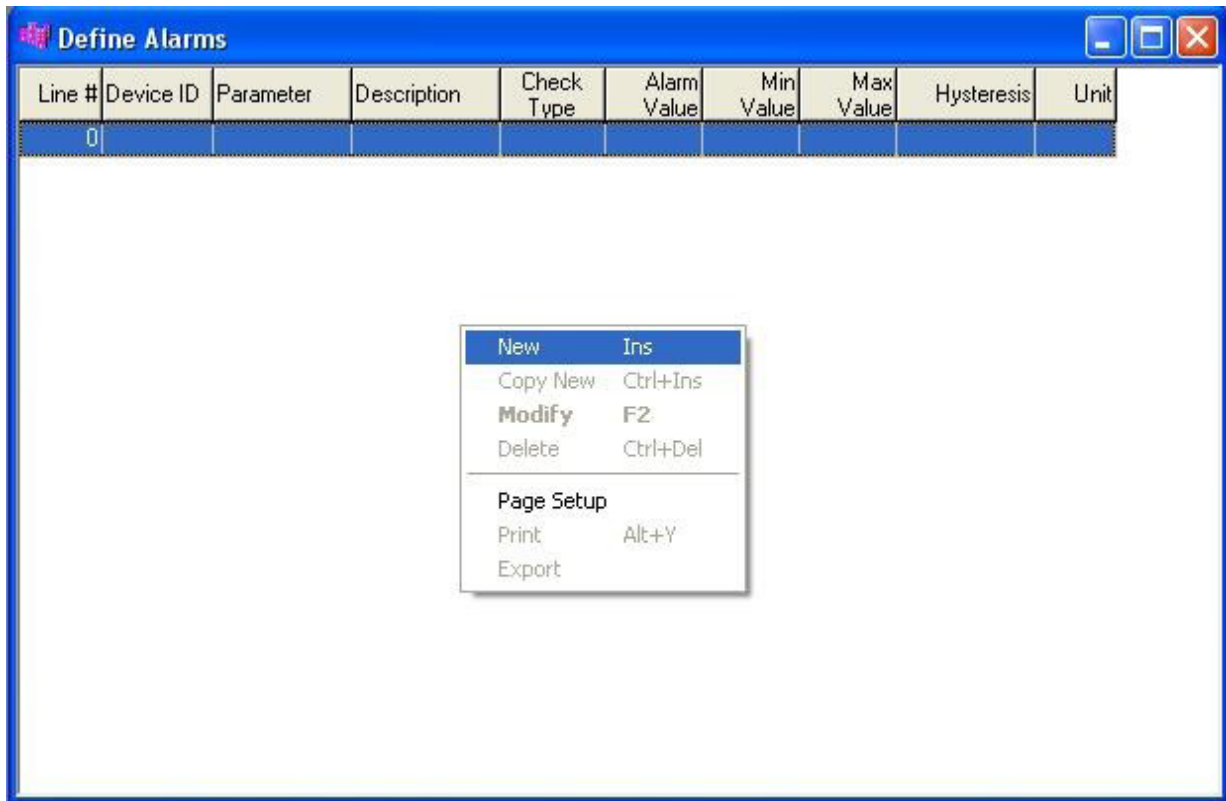 Define Alarms
Line # Device ID Parameter Description Check Type Alarm Value Min Value Max Value Hysteresis Unit
0
New Ins
Copy New Ctrl+Ins
Modify F2
Delete Ctrl+Del
Page Setup
Print Alt+Y
Export